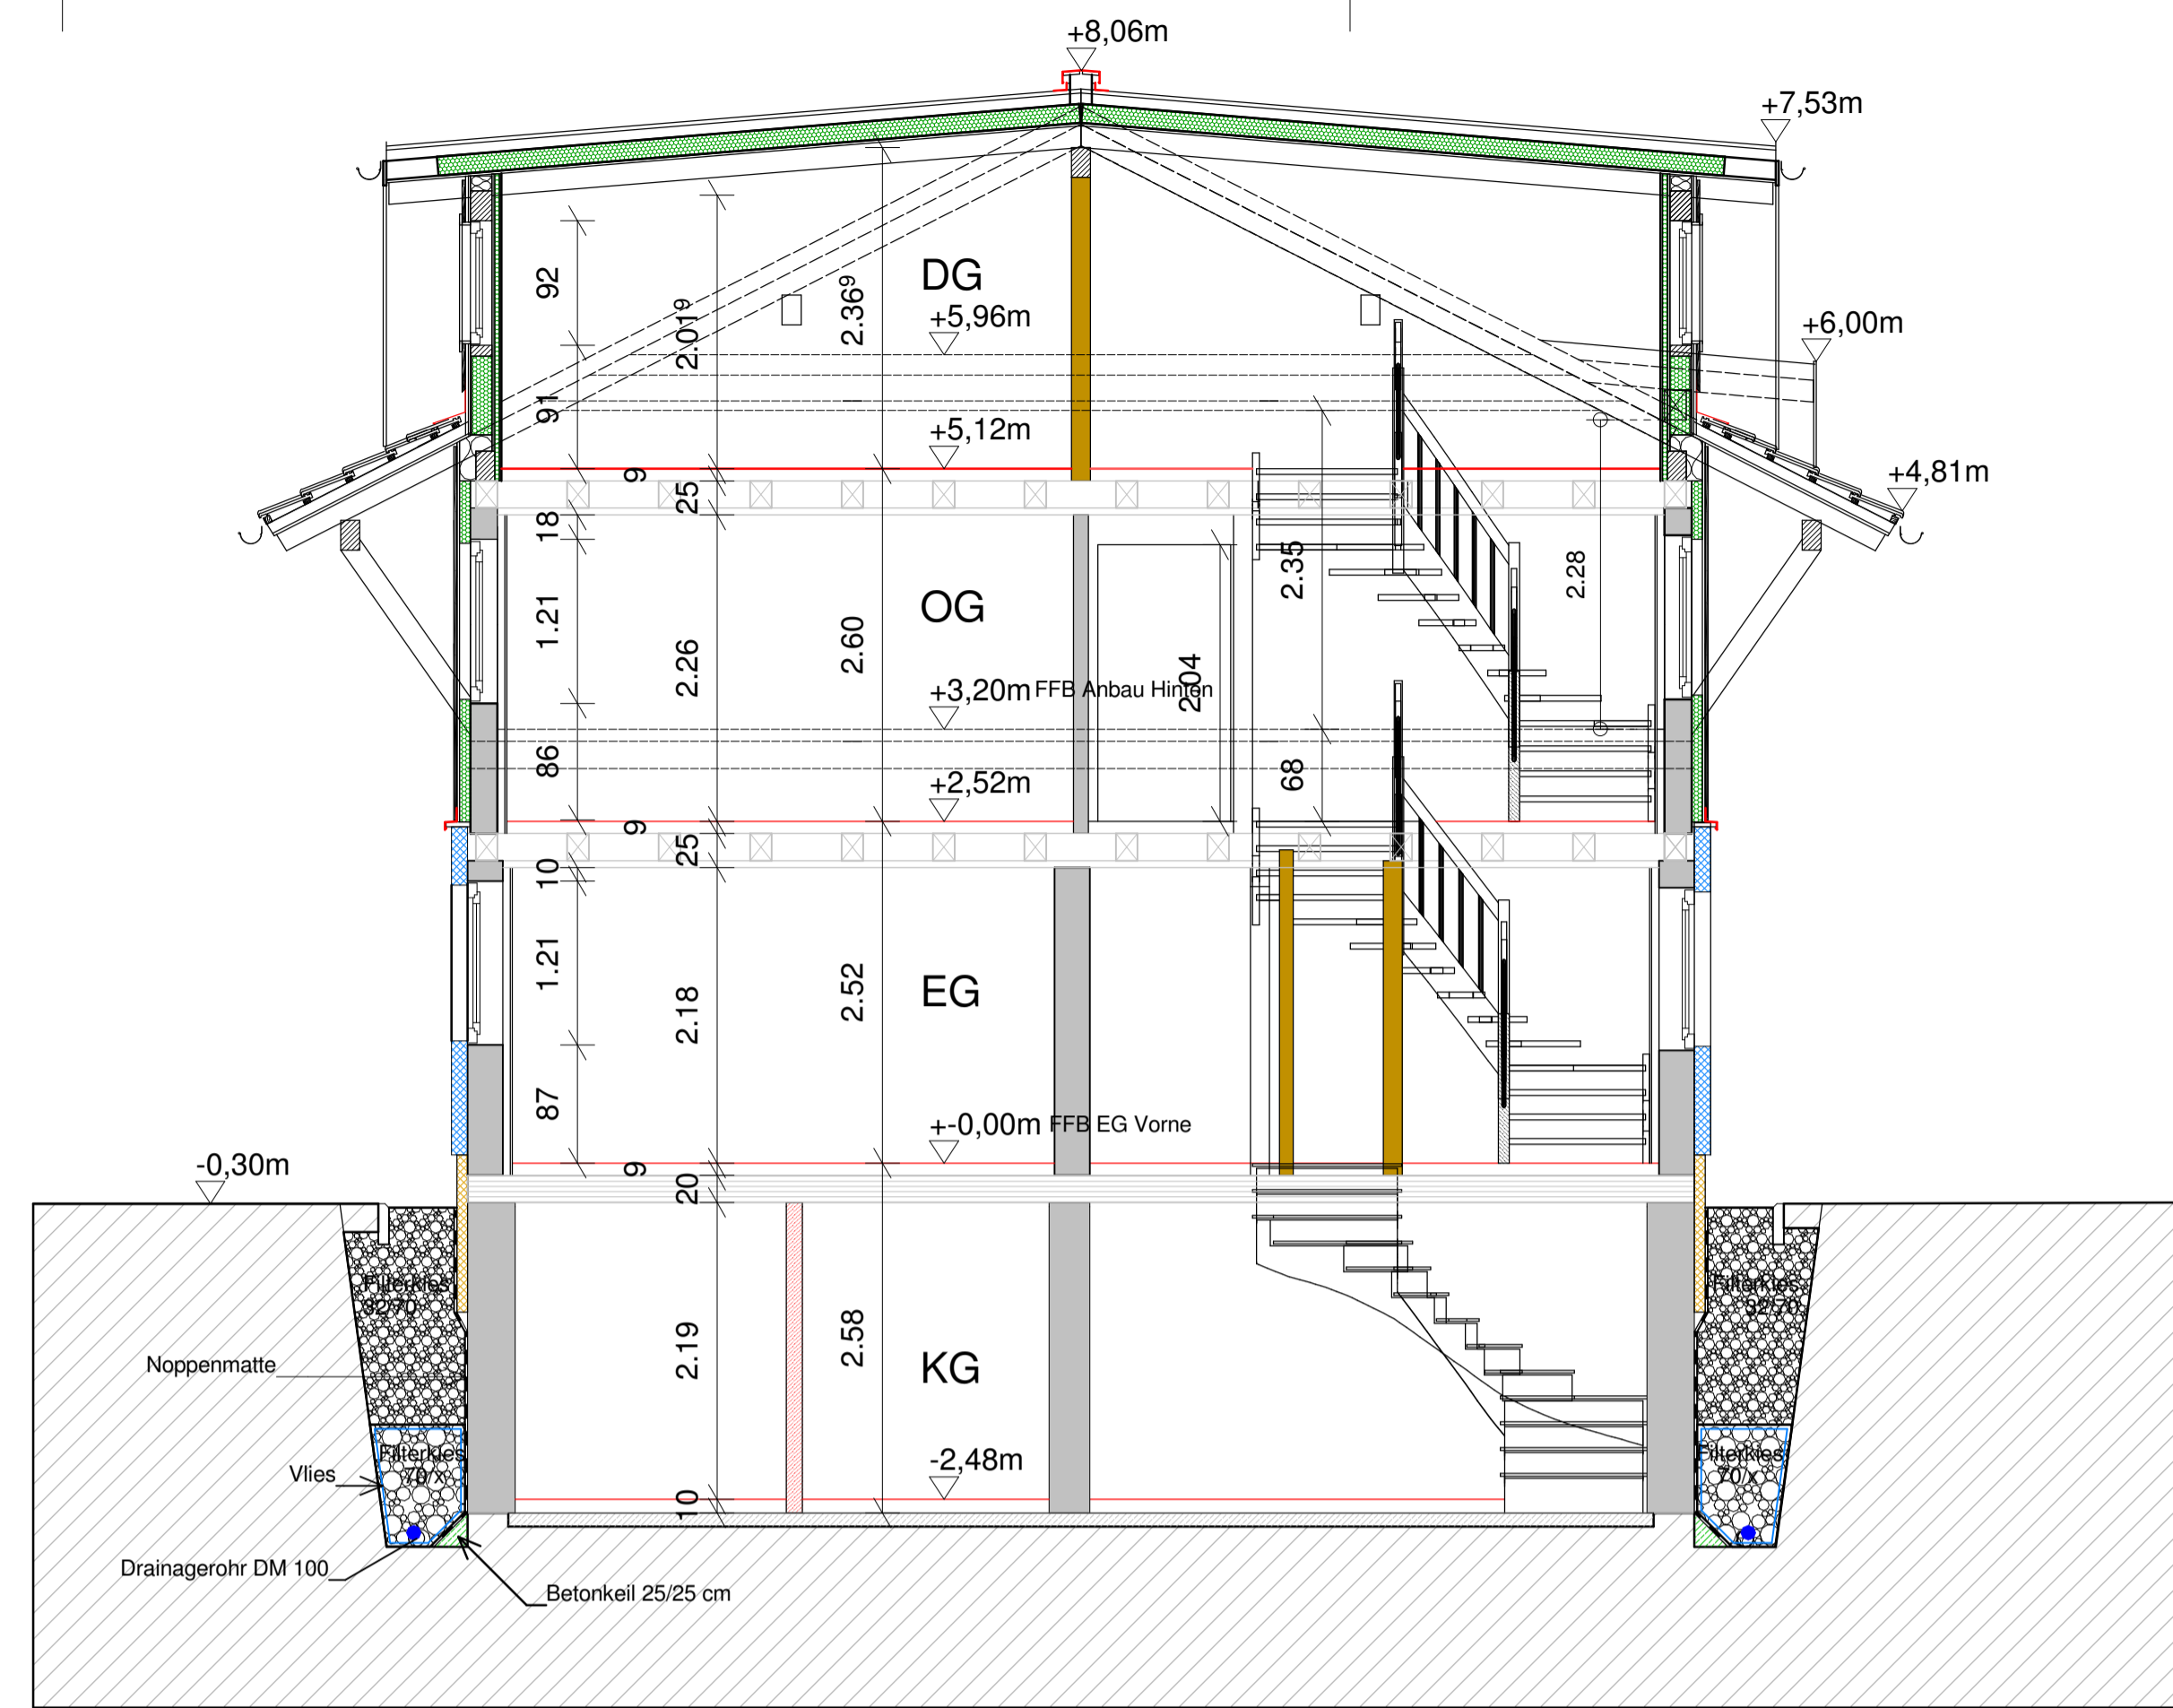 +8,06m
+7,53m
92
2.01⁹
2.36⁹
DG
+5,96m
+6,00m
91
+5,12m
+4,81m
9
25
18
2.35
2.28
1.21
OG
2.26
2.60
2.04
+3,20m FFB Anbau Hinten
86
68
+2,52m
9
25
10
1.21
2.18
2.52
EG
87
+-0,00m FFB EG Vorne
-0,30m
9
20
Filterkies
32/70
Filterkies
32/70
Noppenmatte
2.19
2.58
KG
Filterkies
70/x
Filterkies
70/x
Vlies
-2,48m
10
Drainagerohr DM 100
Betonkeil 25/25 cm